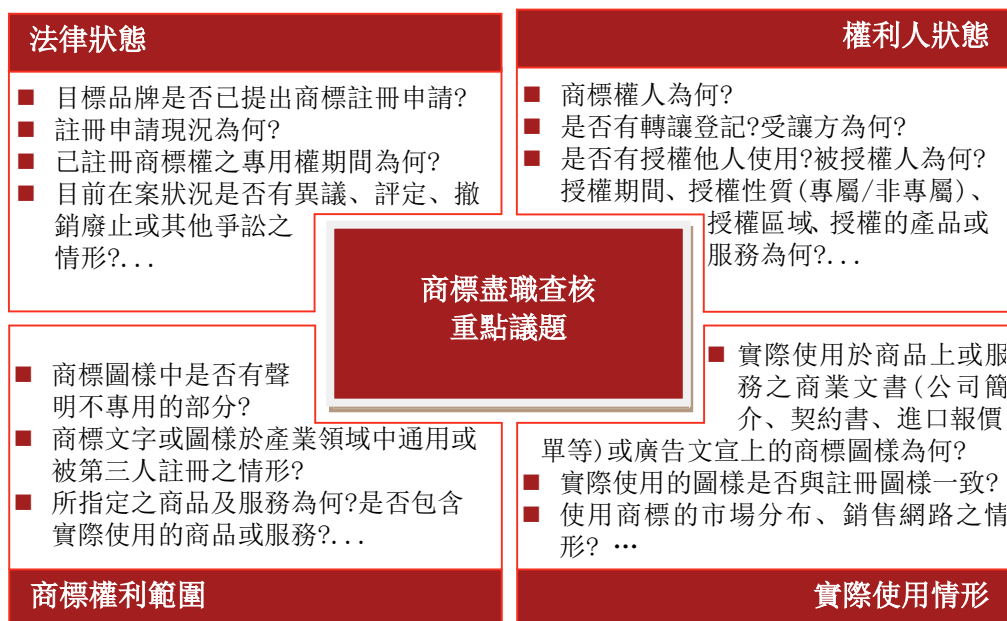 法律狀態
■ 目標品牌是否已提出商標註冊申請?
■ 註冊申請現況為何?
■ 已註冊商標權之專用權期間為何?
■ 目前在案狀況是否有異議、評定、撤
銷廢止或其他爭訟之
情形?...
權利人狀態
■ 商標權人為何?
■ 是否有轉讓登記?受讓方為何?
■ 是否有授權他人使用?被授權人為何?
授權期間、授權性質(專屬/非專屬)、
授權區域、授權的產品或
服務為何?...
商標盡職查核
重點議題
■ 商標圖樣中是否有聲
明不專用的部分?
■ 商標文字或圖樣於產業領域中通用或
被第三人註冊之情形?
■ 所指定之商品及服務為何?是否包含
實際使用的商品或服務?...
商標權利範圍
■ 實際使用於商品上或服
務之商業文書(公司簡
介、契約書、進口報價
單等)或廣告文宣上的商標圖樣為何?
■ 實際使用的圖樣是否與註冊圖樣一致?
■ 使用商標的市場分布、銷售網路之情
形? …
實際使用情形